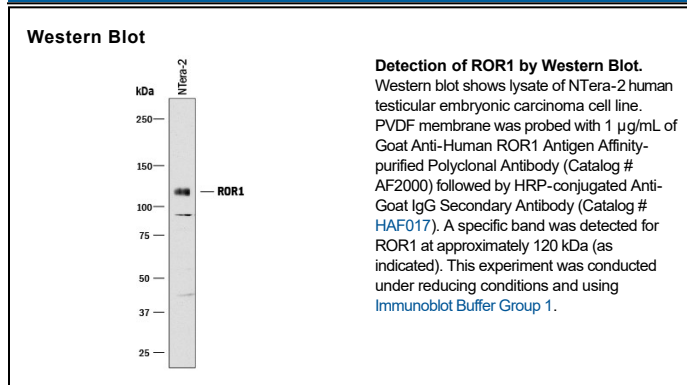 Western Blot
kDa
NTera-2
250
150
ROR1
100
75
50
37
25
Detection of ROR1 by Western Blot.
Western blot shows lysate of NTera-2 human
testicular embryonic carcinoma cell line.
PVDF membrane was probed with 1 µg/mL of
Goat Anti-Human ROR1 Antigen Affinity-
purified Polyclonal Antibody (Catalog #
AF2000) followed by HRP-conjugated Anti-
Goat IgG Secondary Antibody (Catalog #
HAF017). A specific band was detected for
ROR1 at approximately 120 kDa (as
indicated). This experiment was conducted
under reducing conditions and using
Immunoblot Buffer Group 1.